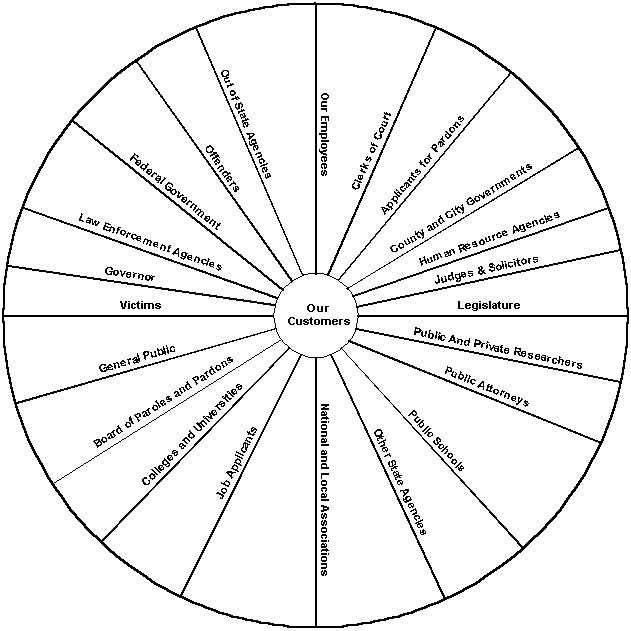 Our Employees
Clerks of Court
Applicants for Pardons
County and City Governments
Human Resource Agencies
Judges & Solicitors
Legislature
Public And Private Researchers
Public Attorneys
Public Schools
Other State Agencies
National and Local Associations
Job Applicants
Colleges and Universities
Board of Paroles and Pardons
General Public
Victims
Governor
Law Enforcement Agencies
Federal Government
Offenders
Out of State Agencies
Our
Customers